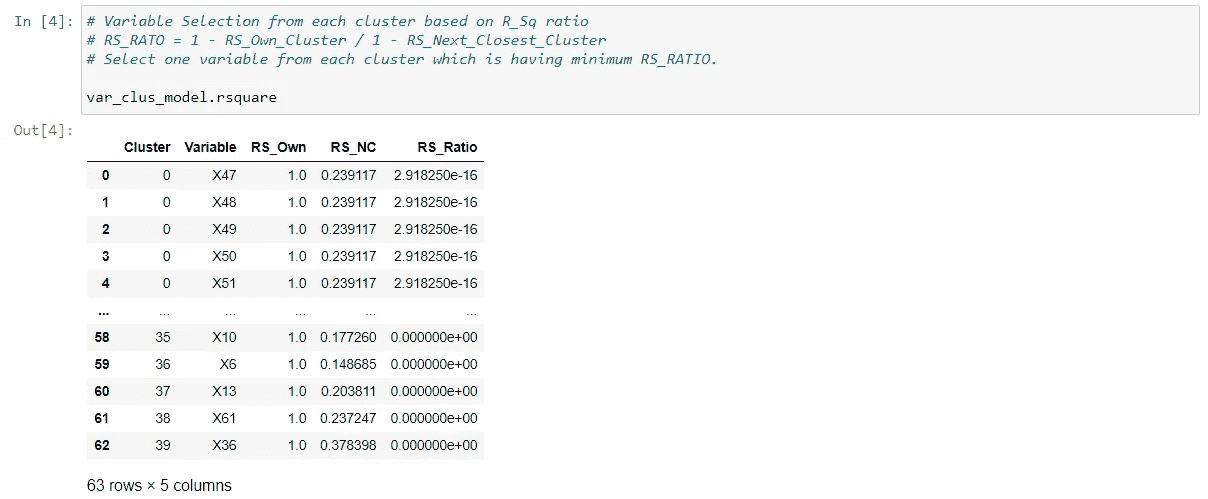 In [4]: # Variable Selection from each cluster based on R_Sq ratio
# RS_RATO = 1 - RS_Own_Cluster / 1 - RS_Next_Closest_Cluster
# Select one variable from each cluster which is having minimum RS_RATIO.
var_clus_model.rsquare
Out[4]:
Cluster Variable RS_Own RS_NC RS_Ratio
0 0 X47 1.0 0.239117 2.918250e-16
1 0 X48 1.0 0.239117 2.918250e-16
2 0 X49 1.0 0.239117 2.918250e-16
3 0 X50 1.0 0.239117 2.918250e-16
4 0 X51 1.0 0.239117 2.918250e-16
... ... ... ... ... ...
58 35 X10 1.0 0.177260 0.000000e+00
59 36 X6 1.0 0.148685 0.000000e+00
60 37 X13 1.0 0.203811 0.000000e+00
61 38 X61 1.0 0.237247 0.000000e+00
62 39 X36 1.0 0.378398 0.000000e+00
63 rows × 5 columns